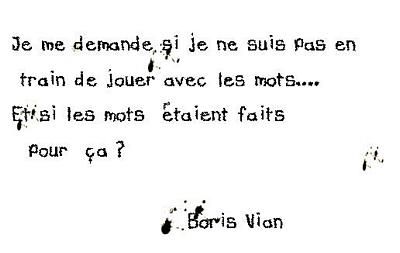 Je me demande si je ne suis pas en
train de jouer avec les mots....
Et si les mots étaient faits
pour ça ?
Boris Vian